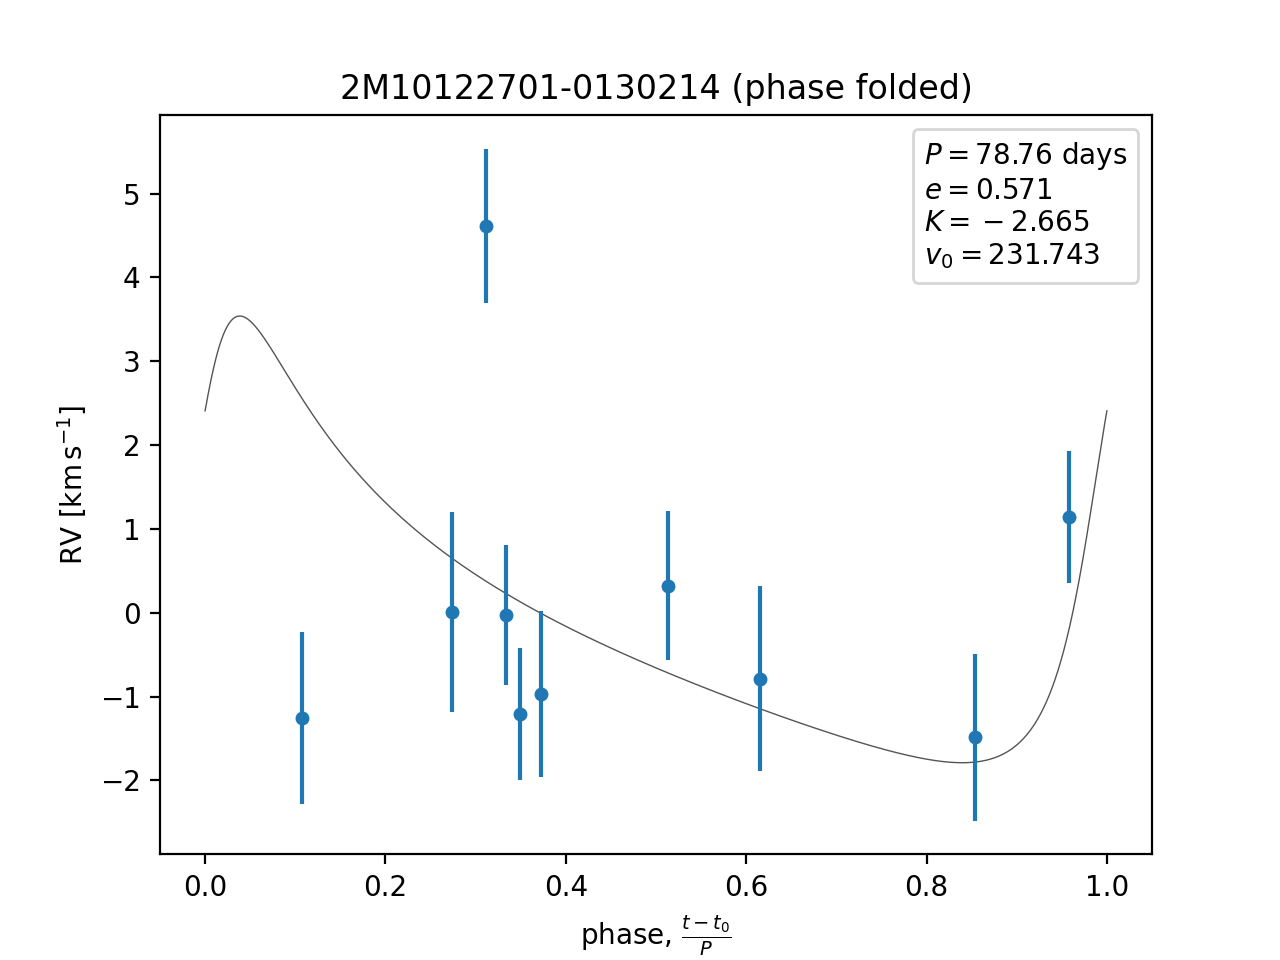 2M10122701-0130214 (phase folded)
P = 78.76 days
e = 0.571
K = −2.665
v₀ = 231.743
RV [km s⁻¹]
5
4
3
2
1
0
−1
−2
0.0 0.2 0.4 0.6 0.8 1.0
phase, (t − t₀)/P